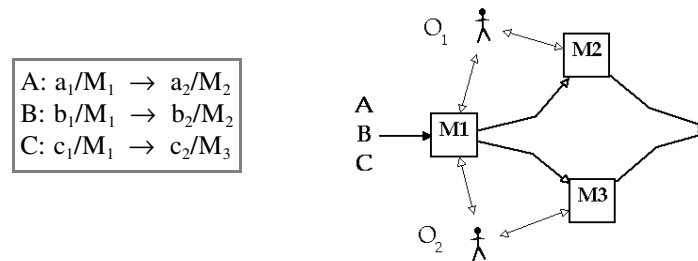 A: a₁/M₁ → a₂/M₂
B: b₁/M₁ → b₂/M₂
C: c₁/M₁ → c₂/M₃
O₁
M2
A
B
C
M1
M3
O₂